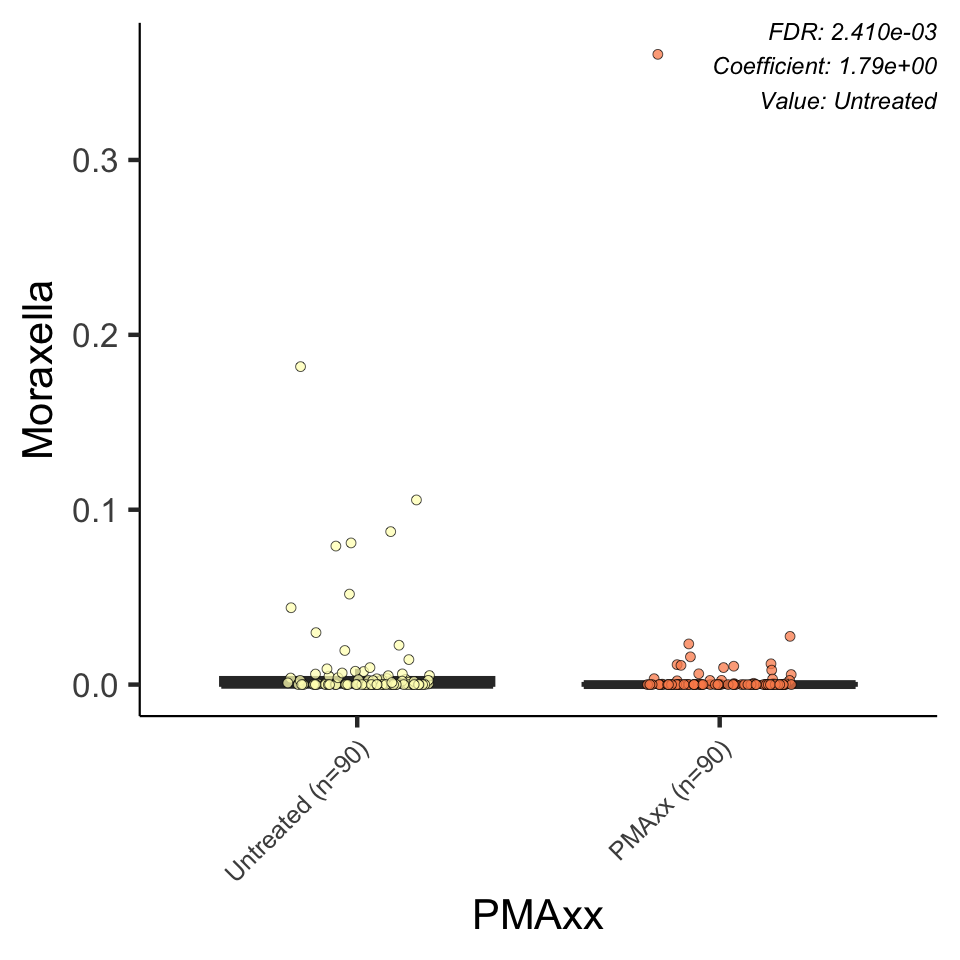 FDR: 2.410e-03
Coefficient: 1.79e+00
Value: Untreated
Moraxella
0.3
0.2
0.1
0.0
Untreated (n=90)
PMAxx (n=90)
PMAxx